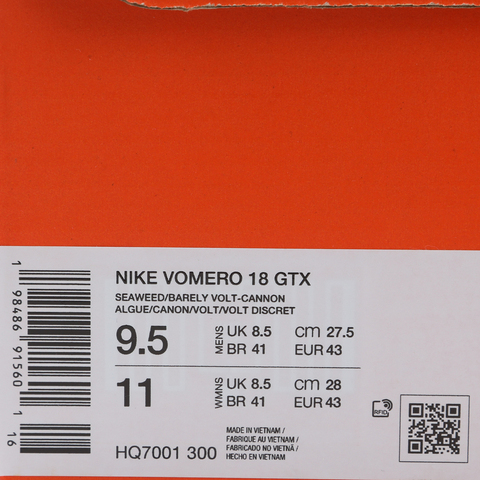 NIKE VOMERO 18 GTX
SEAWEED/BARELY VOLT-CANNON
ALGUE/CANON/VOLT/VOLT DISCRET
9.5 MENS UK 8.5 CM 27.5
BR 41 EUR 43
11 WMNS UK 8.5 CM 28
BR 41 EUR 43
HQ7001 300
MADE IN VIETNAM /
FABRIQUE AU VIETNAM /
FABRICADO NO VIETNÃ /
HECHO EN VIETNAM
RFID
1 98486 91560 1 16